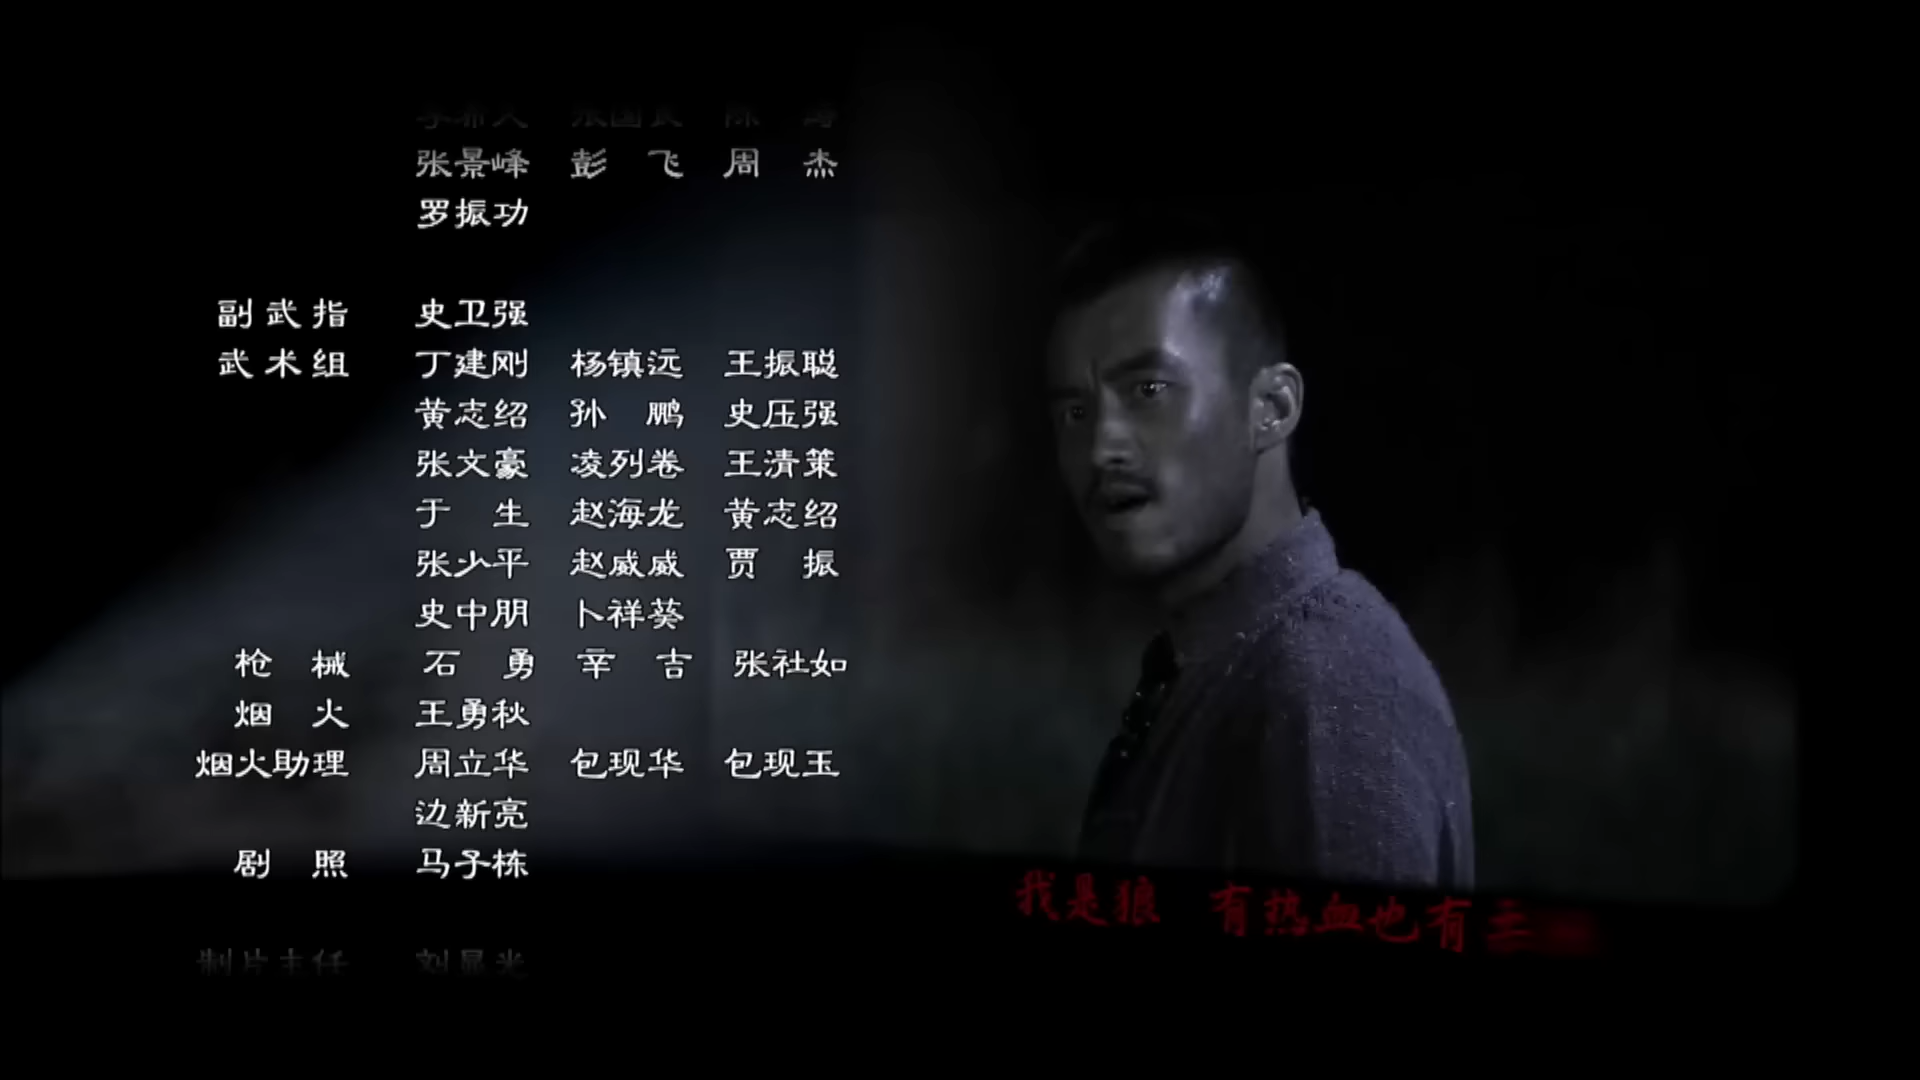 张景峰 彭飞 周杰
罗振功
副武指 史卫强
武术组 丁建刚 杨镇远 王振聪
黄志绍 孙鹏 史压强
张文豪 凌列卷 王清策
于生 赵海龙 黄志绍
张少平 赵威威 贾振
史中朋 卜祥葵
枪械 石勇 辛吉 张社如
烟火 王勇秋
烟火助理 周立华 包现华 包现玉
边新亮
剧照 马子栋
制片主任
我是狼 有热血也有